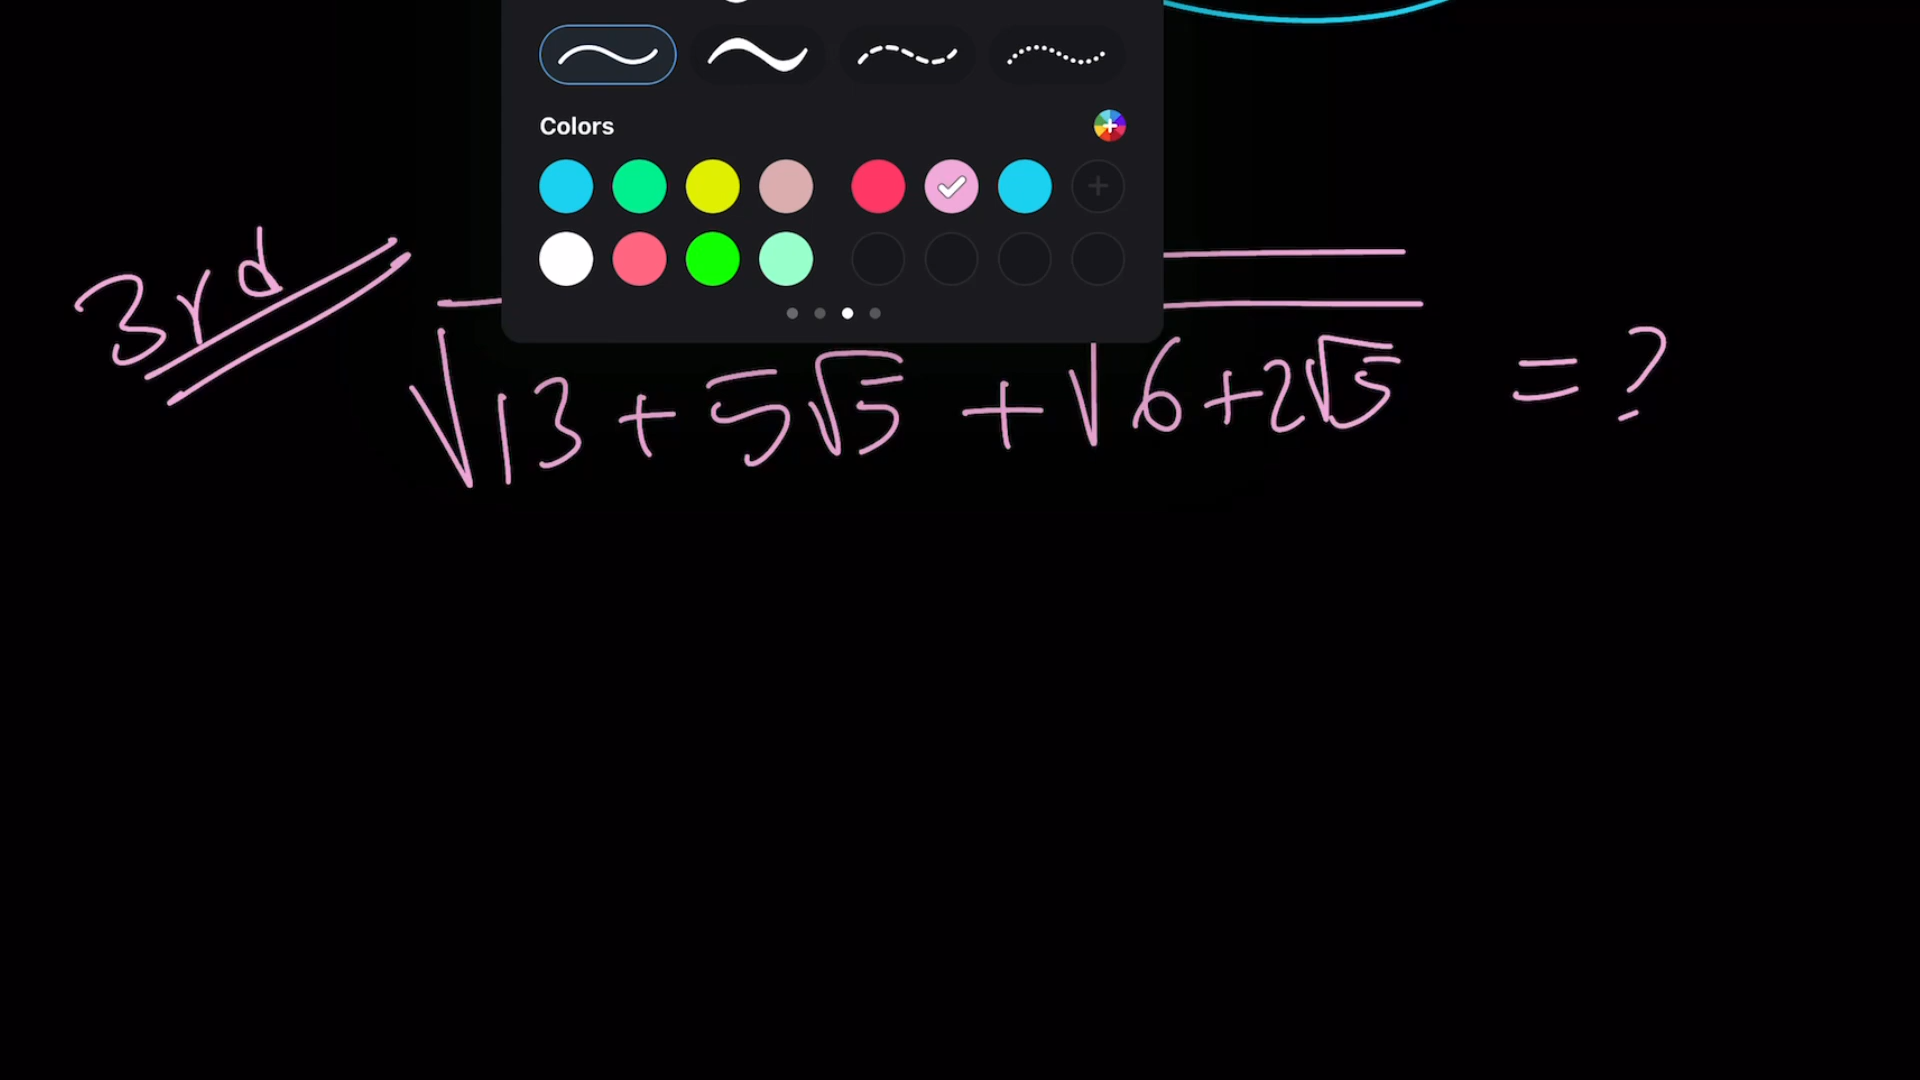 Colors
3rd
√13 + 5√5 + √6+2√5 = ?